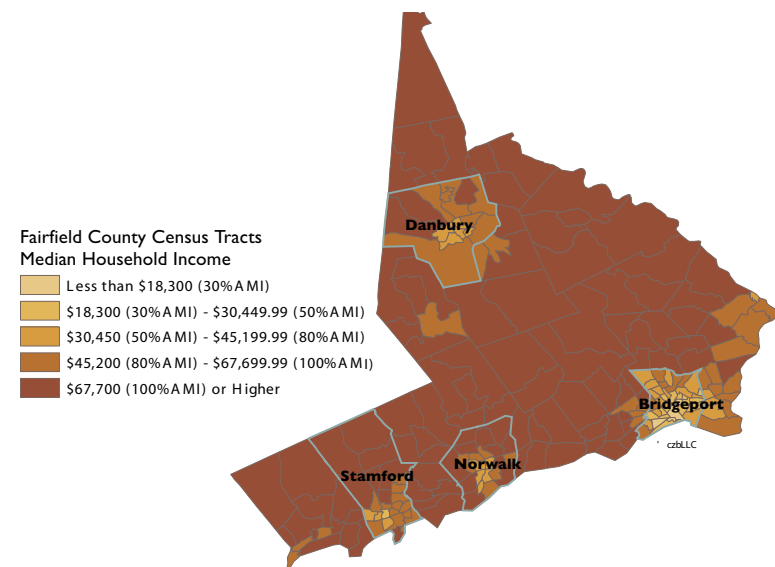 Danbury
Fairfield County Census Tracts
Median Household Income
Less than $18,300 (30%AMI)
$18,300 (30%AMI) - $30,449.99 (50%AMI)
$30,450 (50%AMI) - $45,199.99 (80%AMI)
$45,200 (80%AMI) - $67,699.99 (100%AMI)
$67,700 (100%AMI) or Higher
Bridgeport
czbLLC
Norwalk
Stamford